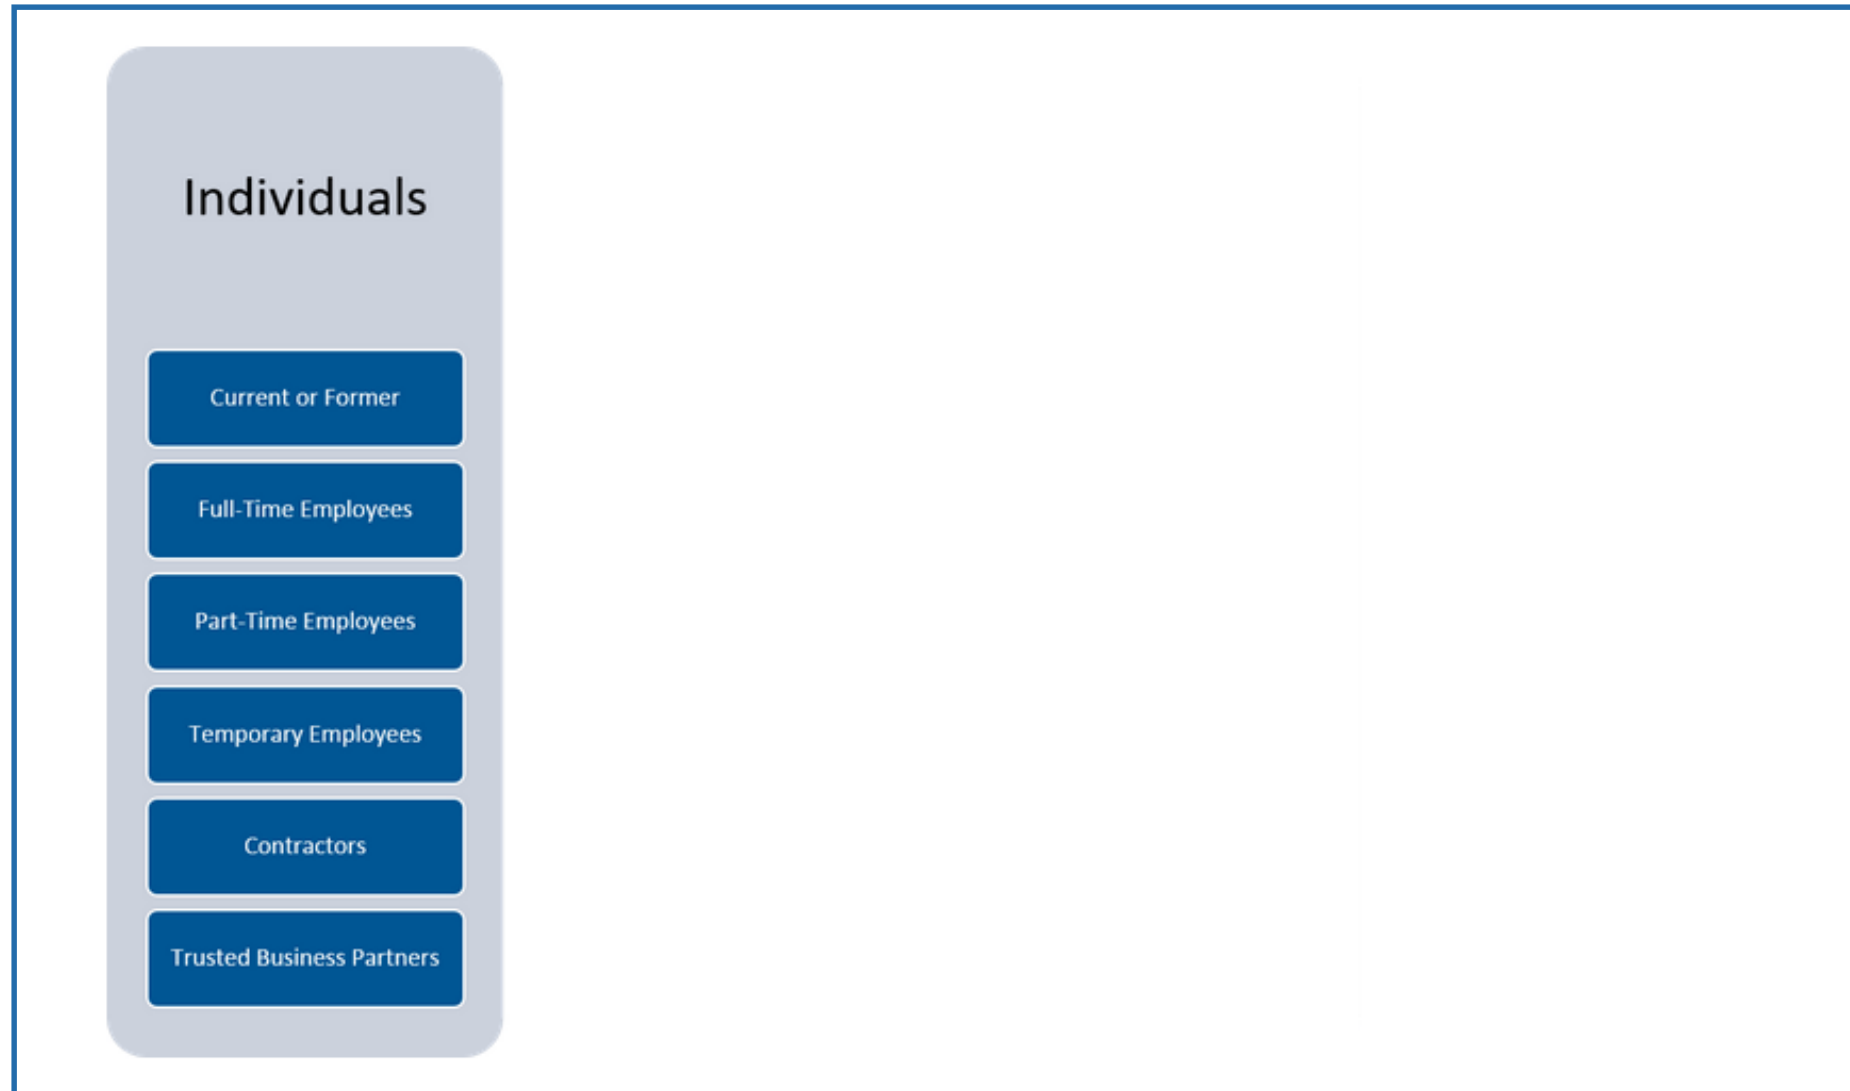 Individuals
Current or Former
Full-Time Employees
Part-Time Employees
Temporary Employees
Contractors
Trusted Business Partners